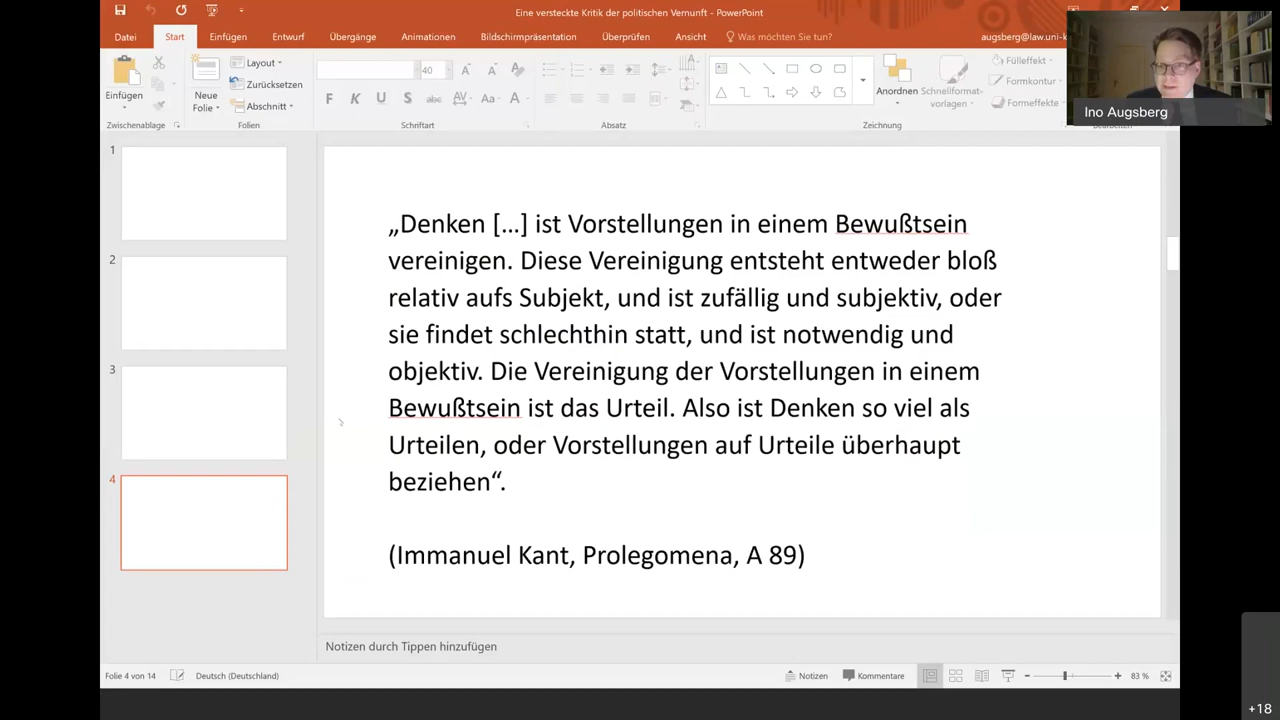 Eine versteckte Kritik der politischen Vernunft - PowerPoint
Datei Start Einfügen Entwurf Übergänge Animationen Bildschirmpräsentation Überprüfen Ansicht Was möchten Sie tun?
augsberg@law.uni-k
Einfügen
Neue
Folie
Layout
Zurücksetzen
Abschnitt
40
F K U S abc AV Aa A
Anordnen
Schnellformat-
vorlagen
Fülleffekt
Formkontur
Formeffekte
Zwischenablage Folien Schriftart Absatz Zeichnung Bearbeiten
Ino Augsberg
1
2
3
4
„Denken [...] ist Vorstellungen in einem Bewußtsein
vereinigen. Diese Vereinigung entsteht entweder bloß
relativ aufs Subjekt, und ist zufällig und subjektiv, oder
sie findet schlechthin statt, und ist notwendig und
objektiv. Die Vereinigung der Vorstellungen in einem
Bewußtsein ist das Urteil. Also ist Denken so viel als
Urteilen, oder Vorstellungen auf Urteile überhaupt
beziehen“.
(Immanuel Kant, Prolegomena, A 89)
Notizen durch Tippen hinzufügen
Folie 4 von 14 Deutsch (Deutschland) Notizen Kommentare 83 %
+18